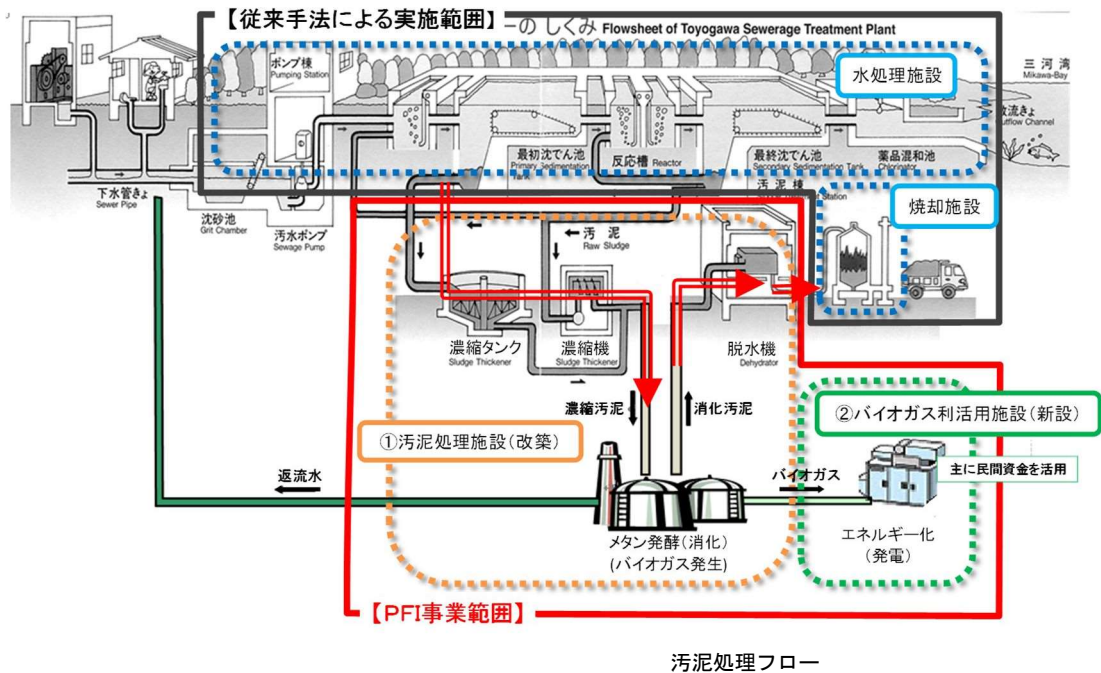 【従来手法による実施範囲】
ーの しくみ Flowsheet of Toyogawa Sewerage Treatment Plant
ポンプ棟
Pumping Station
水処理施設
三河湾
Mikawa-Bay
放流きょ
Outflow Channel
最初沈でん池
Primary Sedimentation
Tank
反応槽 Reactor
最終沈でん池
Secondary Sedimentation Tank
薬品混和池
Chlorinator
下水管きょ
Sewer Pipe
沈砂池
Grit Chamber
汚水ポンプ
Sewage Pump
汚泥棟
Station
焼却施設
汚泥
Raw Sludge
濃縮タンク
Sludge Thickener
濃縮機
Sludge Thickener
脱水機
Dehydrator
濃縮汚泥
消化汚泥
①汚泥処理施設(改築)
②バイオガス利活用施設(新設)
主に民間資金を活用
返流水
バイオガス
メタン発酵(消化)
(バイオガス発生)
エネルギー化
(発電)
【PFI事業範囲】
汚泥処理フロー